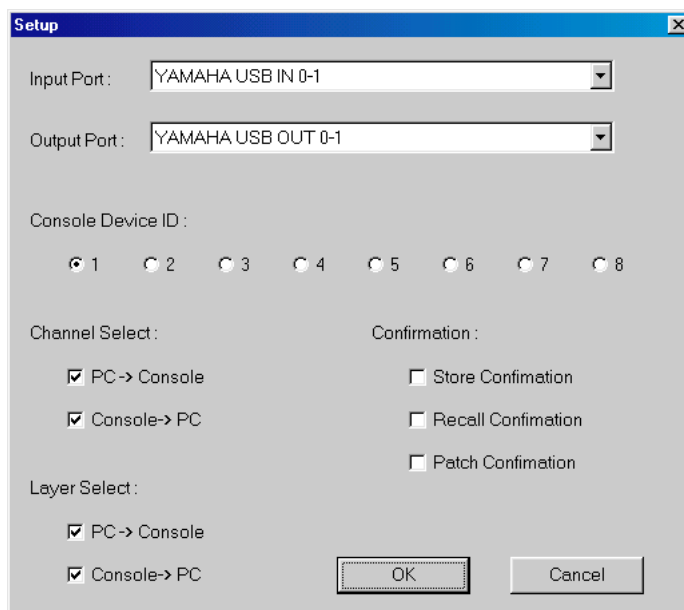 Setup
Input Port : YAMAHA USB IN 0-1
Output Port : YAMAHA USB OUT 0-1
Console Device ID :
1 2 3 4 5 6 7 8
Channel Select : Confirmation :
PC-> Console Store Confimation
Console-> PC Recall Confimation
Patch Confimation
Layer Select :
PC-> Console
Console-> PC OK Cancel